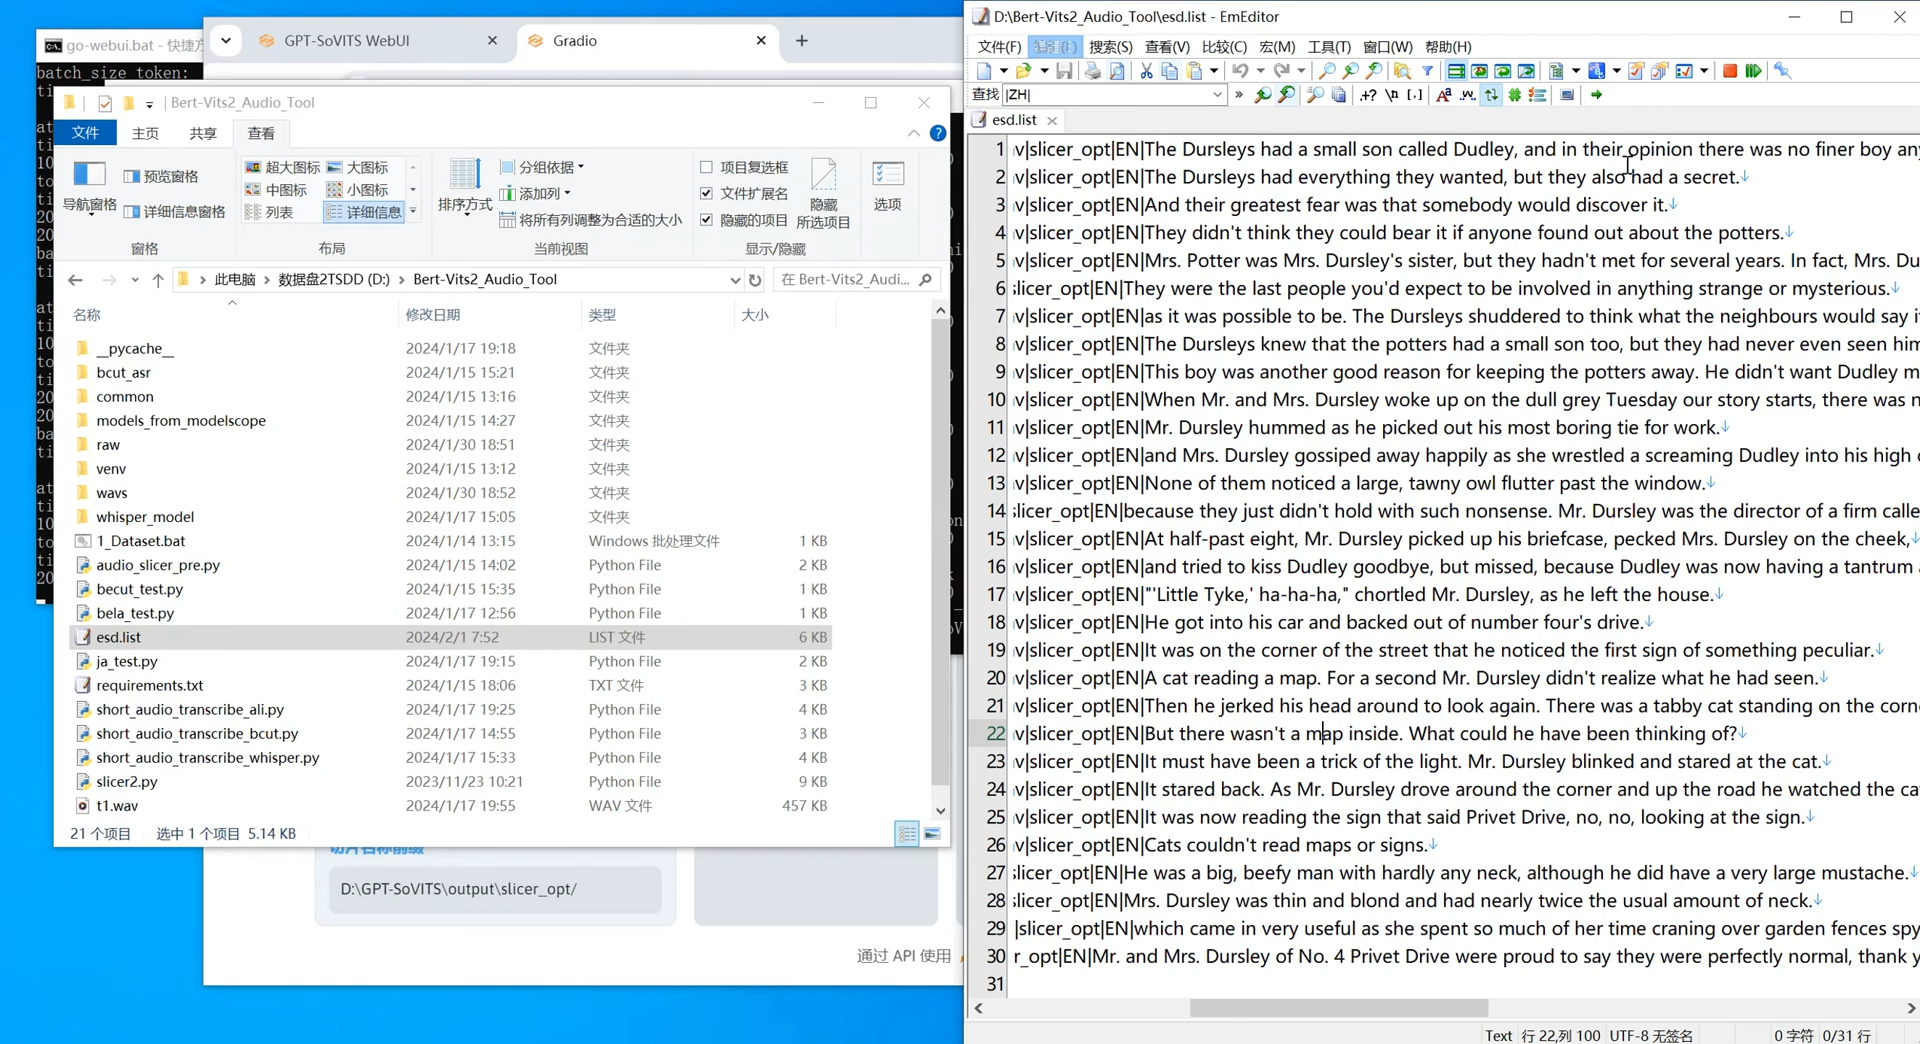 go-webui.bat - 快捷方
batch_size token:
GPT-SoVITS WebUI
Gradio
Bert-Vits2_Audio_Tool
文件
主页
共享
查看
导航窗格
预览窗格
详细信息窗格
窗格
超大图标
大图标
中图标
小图标
列表
详细信息
布局
排序方式
分组依据
添加列
将所有列调整为合适的大小
当前视图
项目复选框
文件扩展名
隐藏的项目
隐藏
所选项目
显示/隐藏
选项
此电脑 > 数据盘2TSDD (D:) > Bert-Vits2_Audio_Tool
在 Bert-Vits2_Audi...
名称 修改日期 类型 大小
__pycache__ 2024/1/17 19:18 文件夹
bcut_asr 2024/1/15 15:21 文件夹
common 2024/1/15 13:16 文件夹
models_from_modelscope 2024/1/15 14:27 文件夹
raw 2024/1/30 18:51 文件夹
venv 2024/1/15 13:12 文件夹
wavs 2024/1/30 18:52 文件夹
whisper_model 2024/1/17 15:05 文件夹
1_Dataset.bat 2024/1/14 13:15 Windows 批处理文件 1 KB
audio_slicer_pre.py 2024/1/15 14:02 Python File 2 KB
becut_test.py 2024/1/15 15:35 Python File 1 KB
bela_test.py 2024/1/17 12:56 Python File 1 KB
esd.list 2024/2/1 7:52 LIST 文件 6 KB
ja_test.py 2024/1/17 19:15 Python File 2 KB
requirements.txt 2024/1/15 18:06 TXT 文件 3 KB
short_audio_transcribe_ali.py 2024/1/17 19:25 Python File 4 KB
short_audio_transcribe_bcut.py 2024/1/17 14:55 Python File 3 KB
short_audio_transcribe_whisper.py 2024/1/17 15:33 Python File 4 KB
slicer2.py 2023/11/23 10:21 Python File 9 KB
t1.wav 2024/1/17 19:55 WAV 文件 457 KB
21 个项目 选中 1 个项目 5.14 KB
D:\GPT-SoVITS\output\slicer_opt/
通过 API 使用
D:\Bert-Vits2_Audio_Tool\esd.list - EmEditor
文件(F) 编辑(E) 搜索(S) 查看(V) 比较(C) 宏(M) 工具(T) 窗口(W) 帮助(H)
查找 |ZH|
esd.list
1 v|slicer_opt|EN|The Dursleys had a small son called Dudley, and in their opinion there was no finer boy any
2 v|slicer_opt|EN|The Dursleys had everything they wanted, but they also had a secret.
3 v|slicer_opt|EN|And their greatest fear was that somebody would discover it.
4 v|slicer_opt|EN|They didn't think they could bear it if anyone found out about the potters.
5 v|slicer_opt|EN|Mrs. Potter was Mrs. Dursley's sister, but they hadn't met for several years. In fact, Mrs. Du
6 slicer_opt|EN|They were the last people you'd expect to be involved in anything strange or mysterious.
7 v|slicer_opt|EN|as it was possible to be. The Dursleys shuddered to think what the neighbours would say i
8 v|slicer_opt|EN|The Dursleys knew that the potters had a small son too, but they had never even seen him
9 v|slicer_opt|EN|This boy was another good reason for keeping the potters away. He didn't want Dudley m
10 v|slicer_opt|EN|When Mr. and Mrs. Dursley woke up on the dull grey Tuesday our story starts, there was n
11 v|slicer_opt|EN|Mr. Dursley hummed as he picked out his most boring tie for work.
12 v|slicer_opt|EN|and Mrs. Dursley gossiped away happily as she wrestled a screaming Dudley into his high c
13 v|slicer_opt|EN|None of them noticed a large, tawny owl flutter past the window.
14 slicer_opt|EN|because they just didn't hold with such nonsense. Mr. Dursley was the director of a firm calle
15 v|slicer_opt|EN|At half-past eight, Mr. Dursley picked up his briefcase, pecked Mrs. Dursley on the cheek,
16 v|slicer_opt|EN|and tried to kiss Dudley goodbye, but missed, because Dudley was now having a tantrum a
17 v|slicer_opt|EN|"'Little Tyke,' ha-ha-ha," chortled Mr. Dursley, as he left the house.
18 v|slicer_opt|EN|He got into his car and backed out of number four's drive.
19 v|slicer_opt|EN|It was on the corner of the street that he noticed the first sign of something peculiar.
20 v|slicer_opt|EN|A cat reading a map. For a second Mr. Dursley didn't realize what he had seen.
21 v|slicer_opt|EN|Then he jerked his head around to look again. There was a tabby cat standing on the corn
22 v|slicer_opt|EN|But there wasn't a map inside. What could he have been thinking of?
23 v|slicer_opt|EN|It must have been a trick of the light. Mr. Dursley blinked and stared at the cat.
24 v|slicer_opt|EN|It stared back. As Mr. Dursley drove around the corner and up the road he watched the ca
25 v|slicer_opt|EN|It was now reading the sign that said Privet Drive, no, no, looking at the sign.
26 v|slicer_opt|EN|Cats couldn't read maps or signs.
27 slicer_opt|EN|He was a big, beefy man with hardly any neck, although he did have a very large mustache.
28 slicer_opt|EN|Mrs. Dursley was thin and blond and had nearly twice the usual amount of neck.
29 |slicer_opt|EN|which came in very useful as she spent so much of her time craning over garden fences spy
30 r_opt|EN|Mr. and Mrs. Dursley of No. 4 Privet Drive were proud to say they were perfectly normal, thank y
31
Text 行 22,列 100 UTF-8 无签名 0 字符 0/31 行